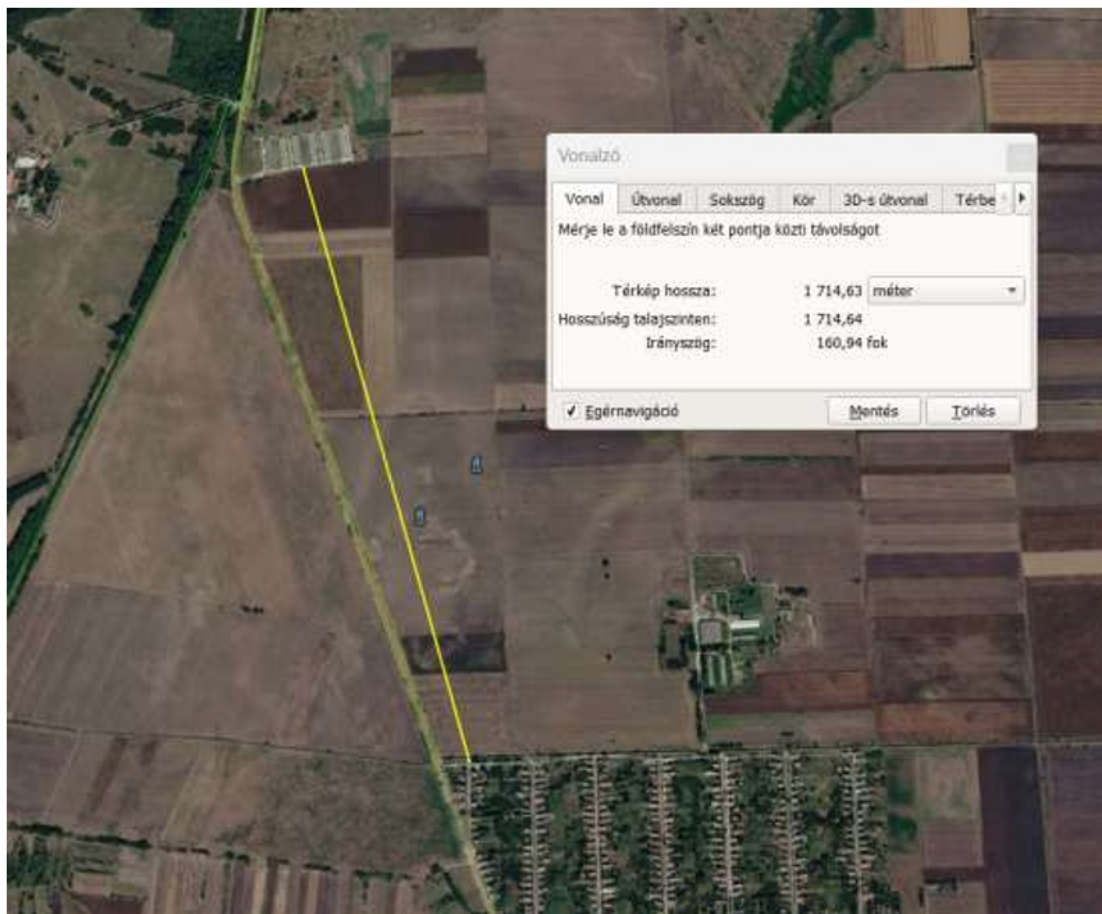 Vonalzó
Vonal Útvonal Sokszög Kör 3D-s útvonal Térbe
Mérje le a földfelszín két pontja közti távolságot
Térkép hossza: 1 714,63 méter
Hosszúság talajszinten: 1 714,64
Irányszög: 160,94 fok
Egérnavigáció Mentés Törlés